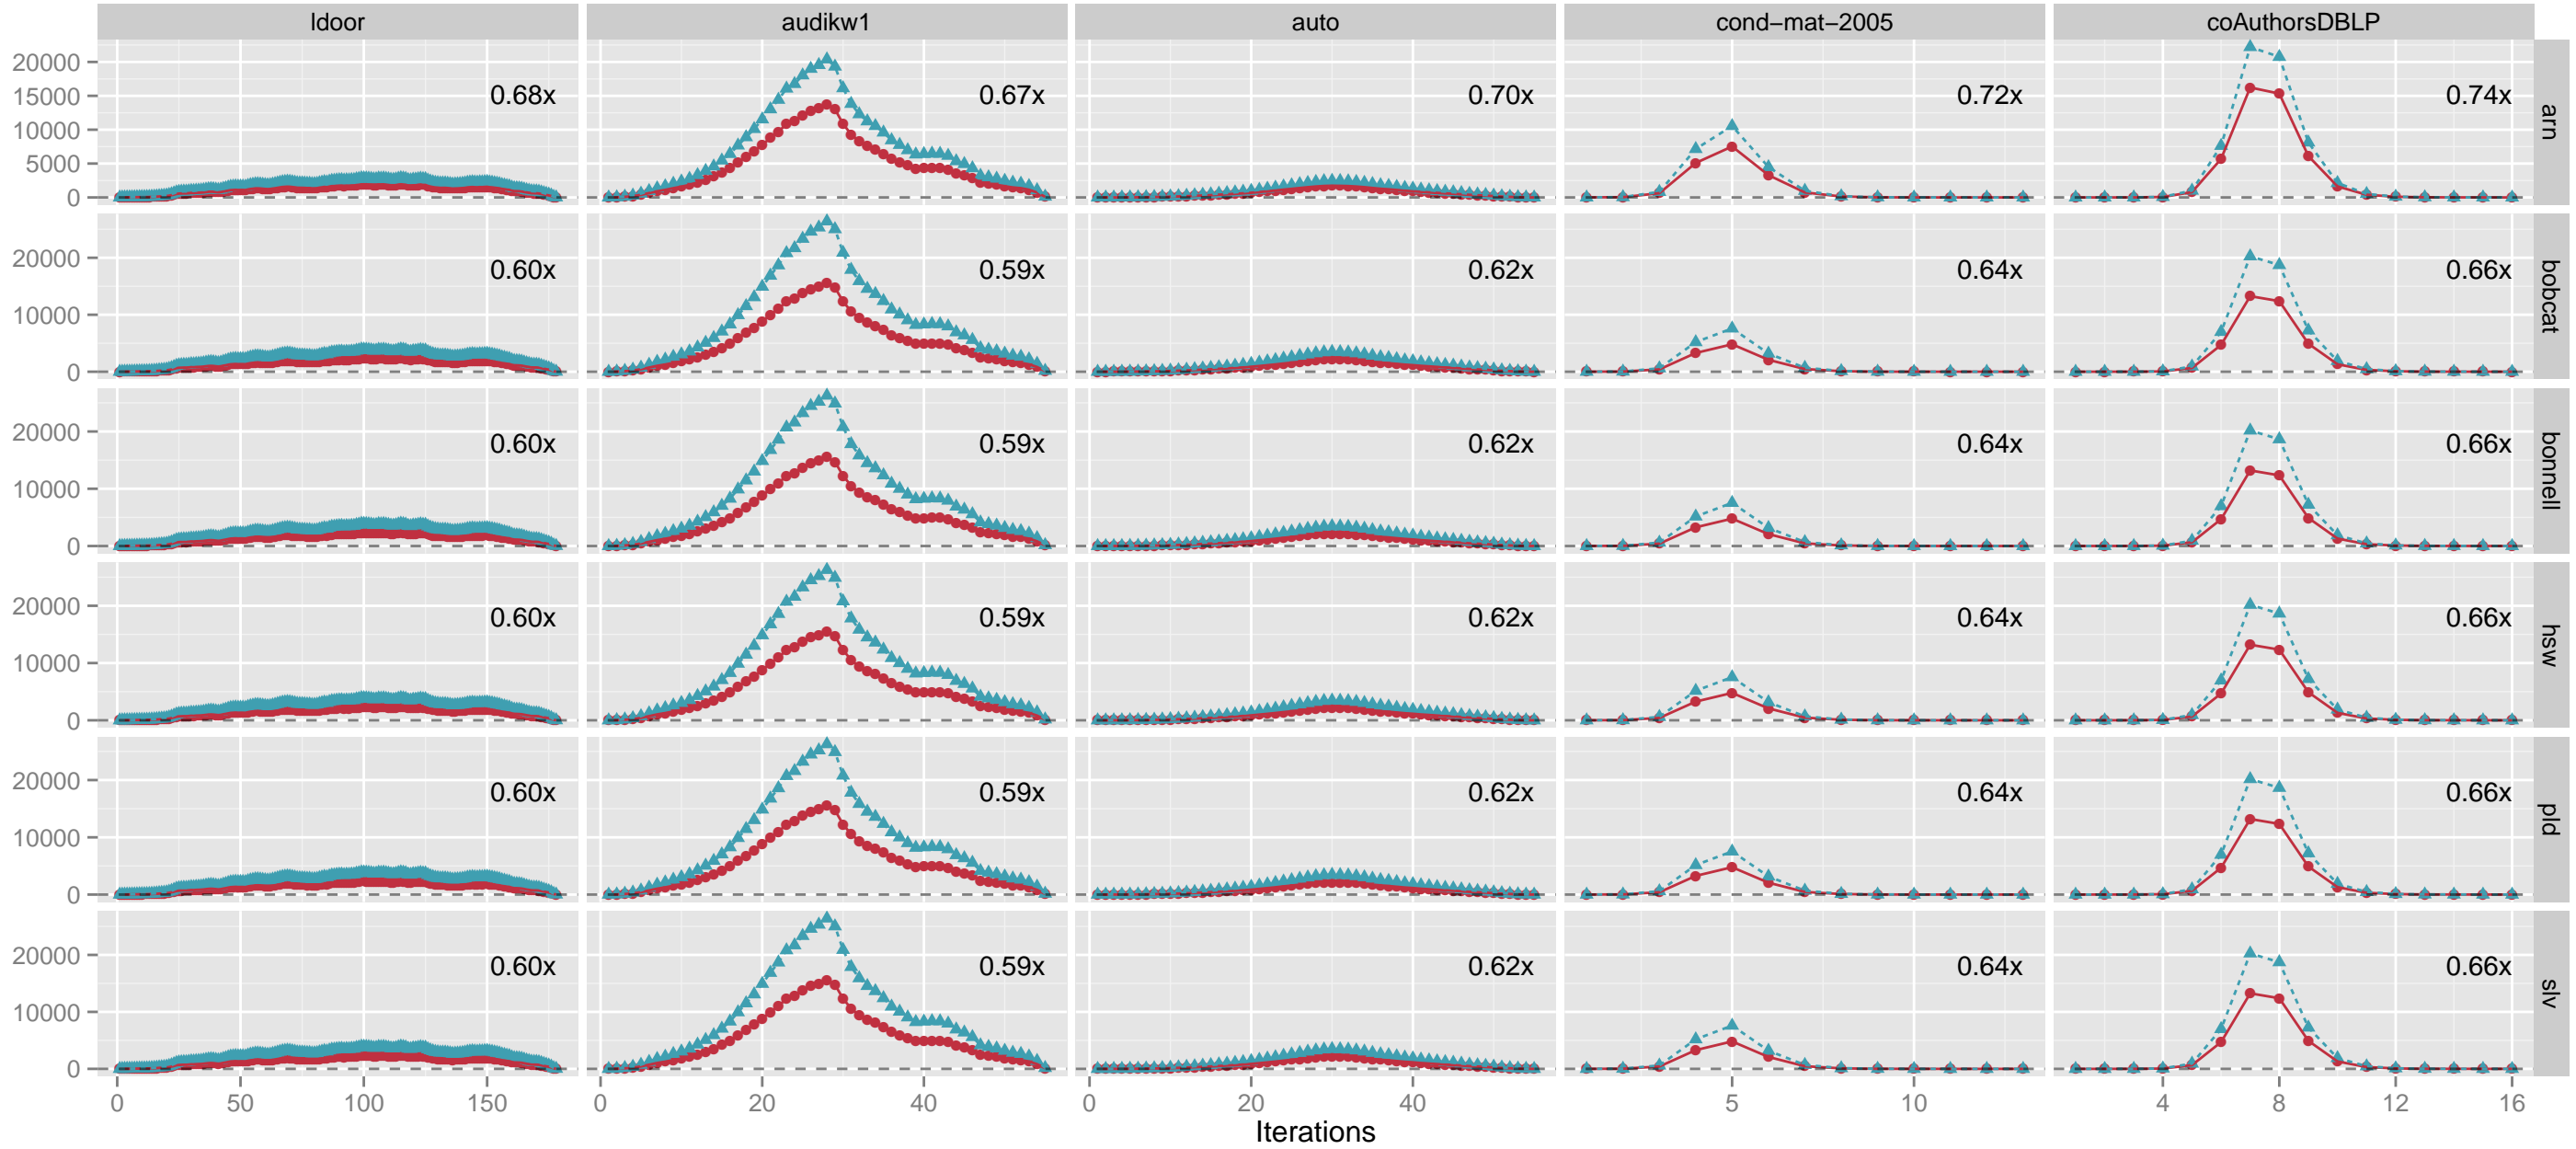 ldoor audikw1 auto cond−mat−2005 coAuthorsDBLP
20000
15000
10000
5000
0
0.68x 0.67x 0.70x 0.72x 0.74x
arn
20000
10000
0
0.60x 0.59x 0.62x 0.64x 0.66x
bobcat
20000
10000
0
0.60x 0.59x 0.62x 0.64x 0.66x
bonnell
20000
10000
0
0.60x 0.59x 0.62x 0.64x 0.66x
hsw
20000
10000
0
0.60x 0.59x 0.62x 0.64x 0.66x
pld
20000
10000
0
0.60x 0.59x 0.62x 0.64x 0.66x
slv
0 50 100 150 0 20 40 0 20 40 5 10 4 8 12 16
Iterations